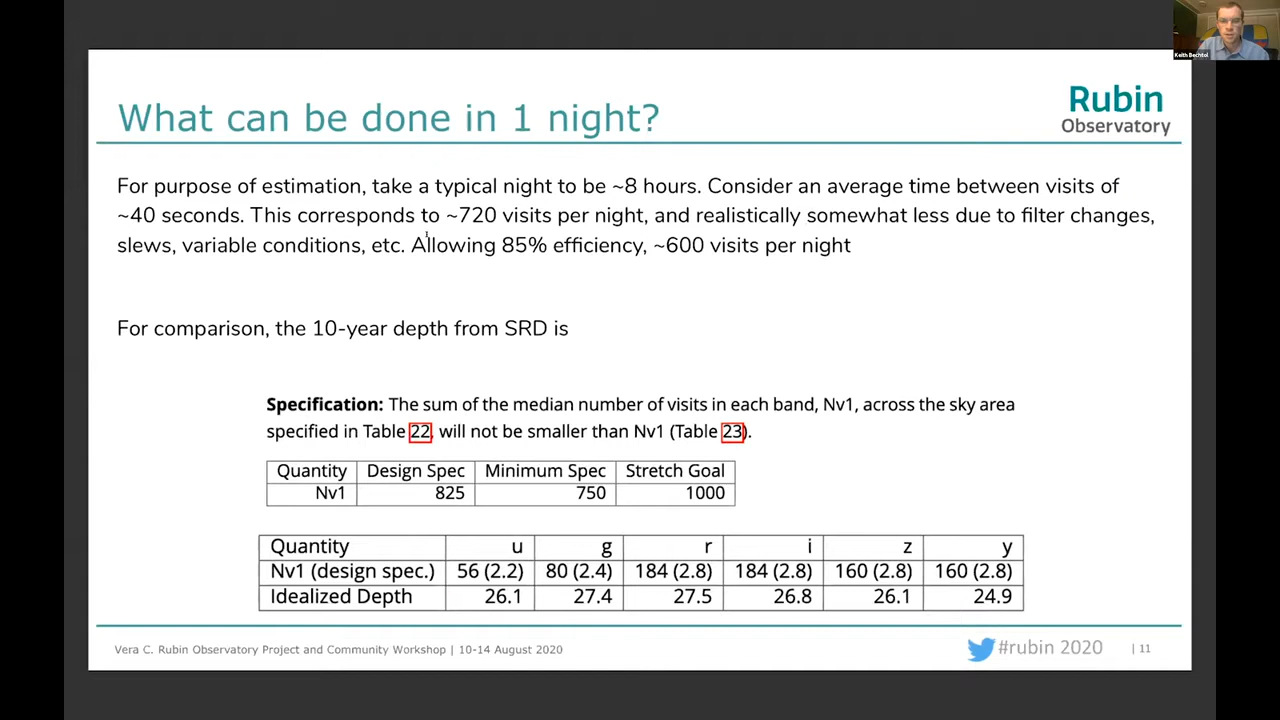 Keith Bechtol
What can be done in 1 night?
Rubin
Observatory
For purpose of estimation, take a typical night to be ~8 hours. Consider an average time between visits of
~40 seconds. This corresponds to ~720 visits per night, and realistically somewhat less due to filter changes,
slews, variable conditions, etc. Allowing 85% efficiency, ~600 visits per night
For comparison, the 10-year depth from SRD is
Specification: The sum of the median number of visits in each band, Nv1, across the sky area
specified in Table 22, will not be smaller than Nv1 (Table 23).
Quantity Design Spec Minimum Spec Stretch Goal
Nv1 825 750 1000
Quantity u g r i z y
Nv1 (design spec.) 56 (2.2) 80 (2.4) 184 (2.8) 184 (2.8) 160 (2.8) 160 (2.8)
Idealized Depth 26.1 27.4 27.5 26.8 26.1 24.9
Vera C. Rubin Observatory Project and Community Workshop | 10-14 August 2020
#rubin 2020
| 11